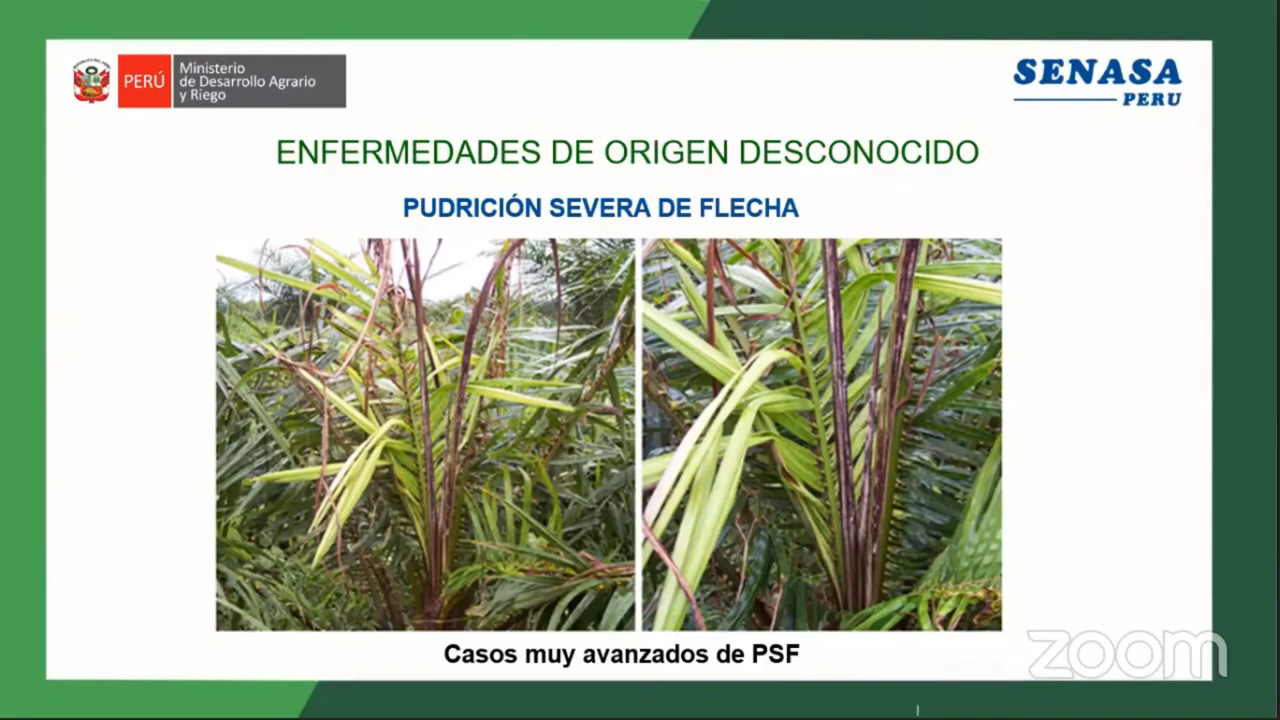 PERÚ
Ministerio
de Desarrollo Agrario
y Riego
SENASA
PERU
ENFERMEDADES DE ORIGEN DESCONOCIDO
PUDRICIÓN SEVERA DE FLECHA
Casos muy avanzados de PSF
zoom